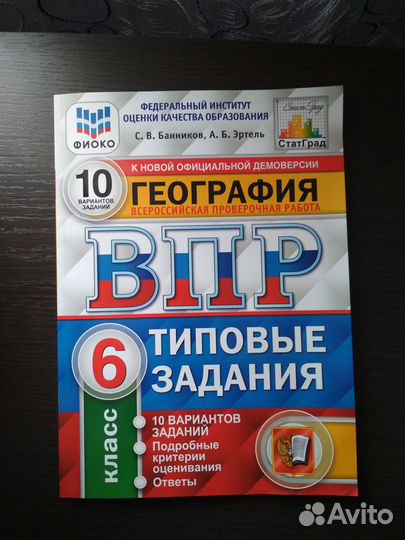 ФЕДЕРАЛЬНЫЙ ИНСТИТУТ
ОЦЕНКИ КАЧЕСТВА ОБРАЗОВАНИЯ
С. В. Банников, А. Б. Эртель
ФИОКО
СтатГрад
СтатГрад
К НОВОЙ ОФИЦИАЛЬНОЙ ДЕМОВЕРСИИ
10
ВАРИАНТОВ
ЗАДАНИЙ
ГЕОГРАФИЯ
ВСЕРОССИЙСКАЯ ПРОВЕРОЧНАЯ РАБОТА
ВПР
6
класс
ТИПОВЫЕ
ЗАДАНИЯ
10 ВАРИАНТОВ
ЗАДАНИЙ
Подробные
критерии
оценивания
Ответы
Avito